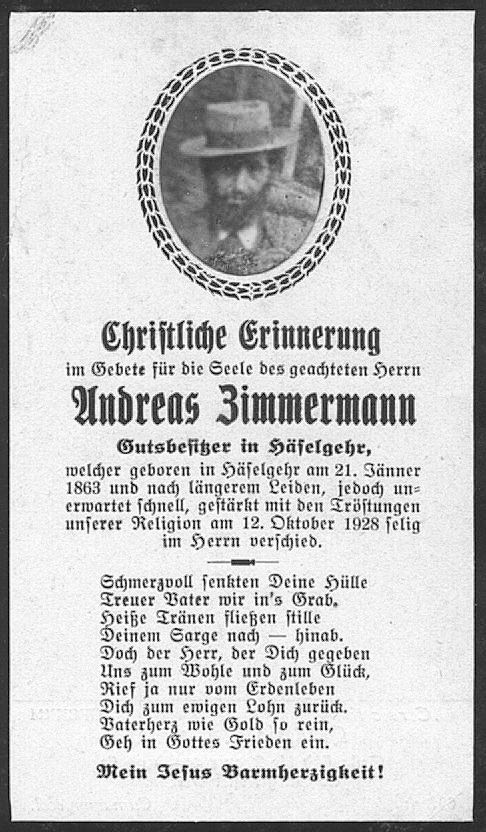 Christliche Erinnerung
im Gebete für die Seele des geachteten Herrn
Andreas Zimmermann
Gutsbesitzer in Häselgehr,
welcher geboren in Häselgehr am 21. Jänner
1863 und nach längerem Leiden, jedoch un=
erwartet schnell, gestärkt mit den Tröstungen
unserer Religion am 12. Oktober 1928 selig
im Herrn verschied.
Schmerzvoll senkten Deine Hülle
Treuer Vater wir in's Grab.
Heiße Tränen fließen stille
Deinem Sarge nach — hinab.
Doch der Herr, der Dich gegeben
Uns zum Wohle und zum Glück,
Rief ja nur vom Erdenleben
Dich zum ewigen Lohn zurück.
Vaterherz wie Gold so rein,
Geh in Gottes Frieden ein.
Mein Jesus Barmherzigkeit!